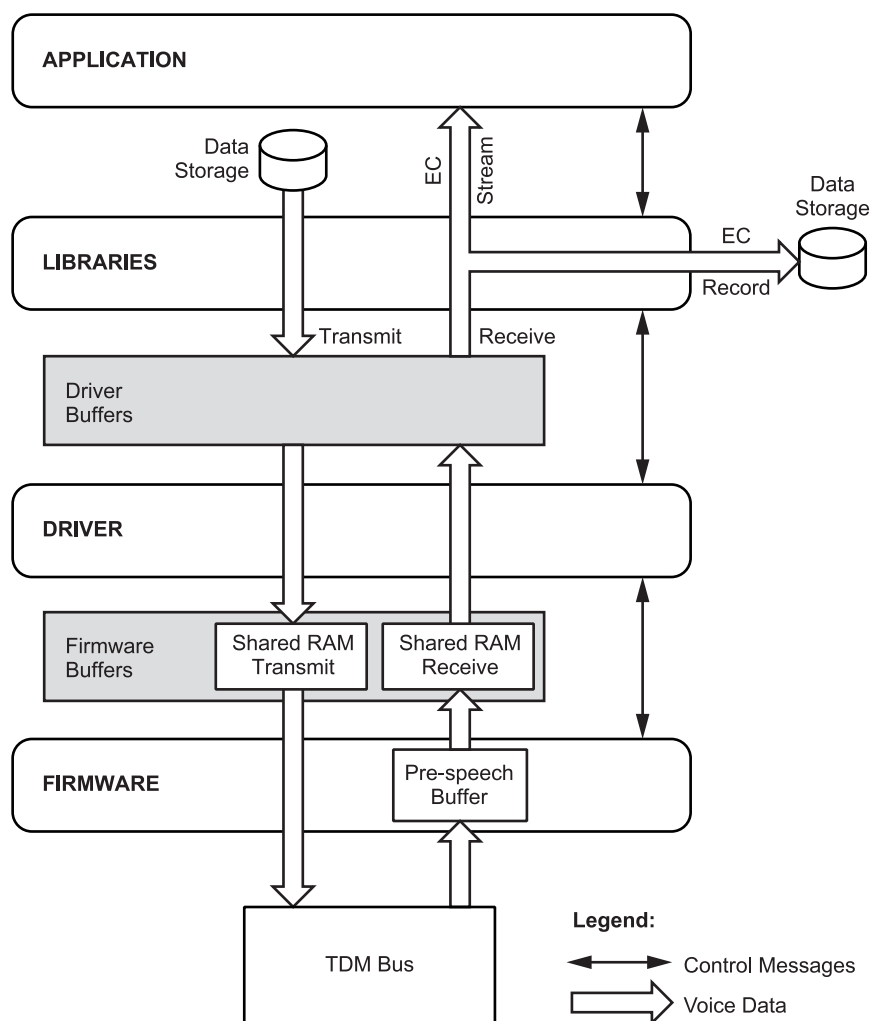 APPLICATION
Data
Storage
EC
Stream
Data
Storage
LIBRARIES
EC
Record
Transmit
Receive
Driver
Buffers
DRIVER
Firmware
Buffers
Shared RAM
Transmit
Shared RAM
Receive
FIRMWARE
Pre-speech
Buffer
TDM Bus
Legend:
Control Messages
Voice Data